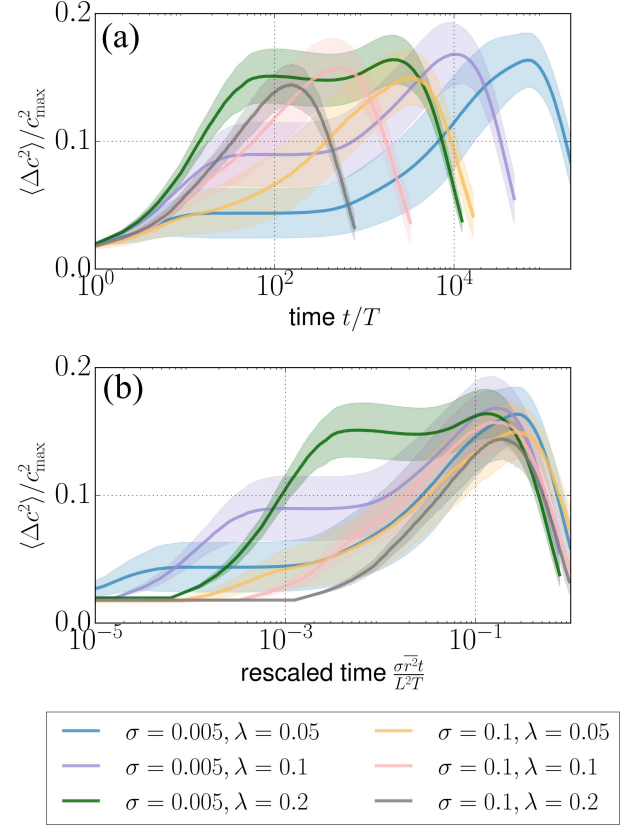 0.2
(a)
⟨Δc²⟩/c²max
0.1
0.0
10⁰ 10² 10⁴
time t/T
0.2
(b)
⟨Δc²⟩/c²max
0.1
0.0
10⁻⁵ 10⁻³ 10⁻¹
rescaled time σr̅²̅t/L²T
σ = 0.005, λ = 0.05 σ = 0.1, λ = 0.05
σ = 0.005, λ = 0.1 σ = 0.1, λ = 0.1
σ = 0.005, λ = 0.2 σ = 0.1, λ = 0.2